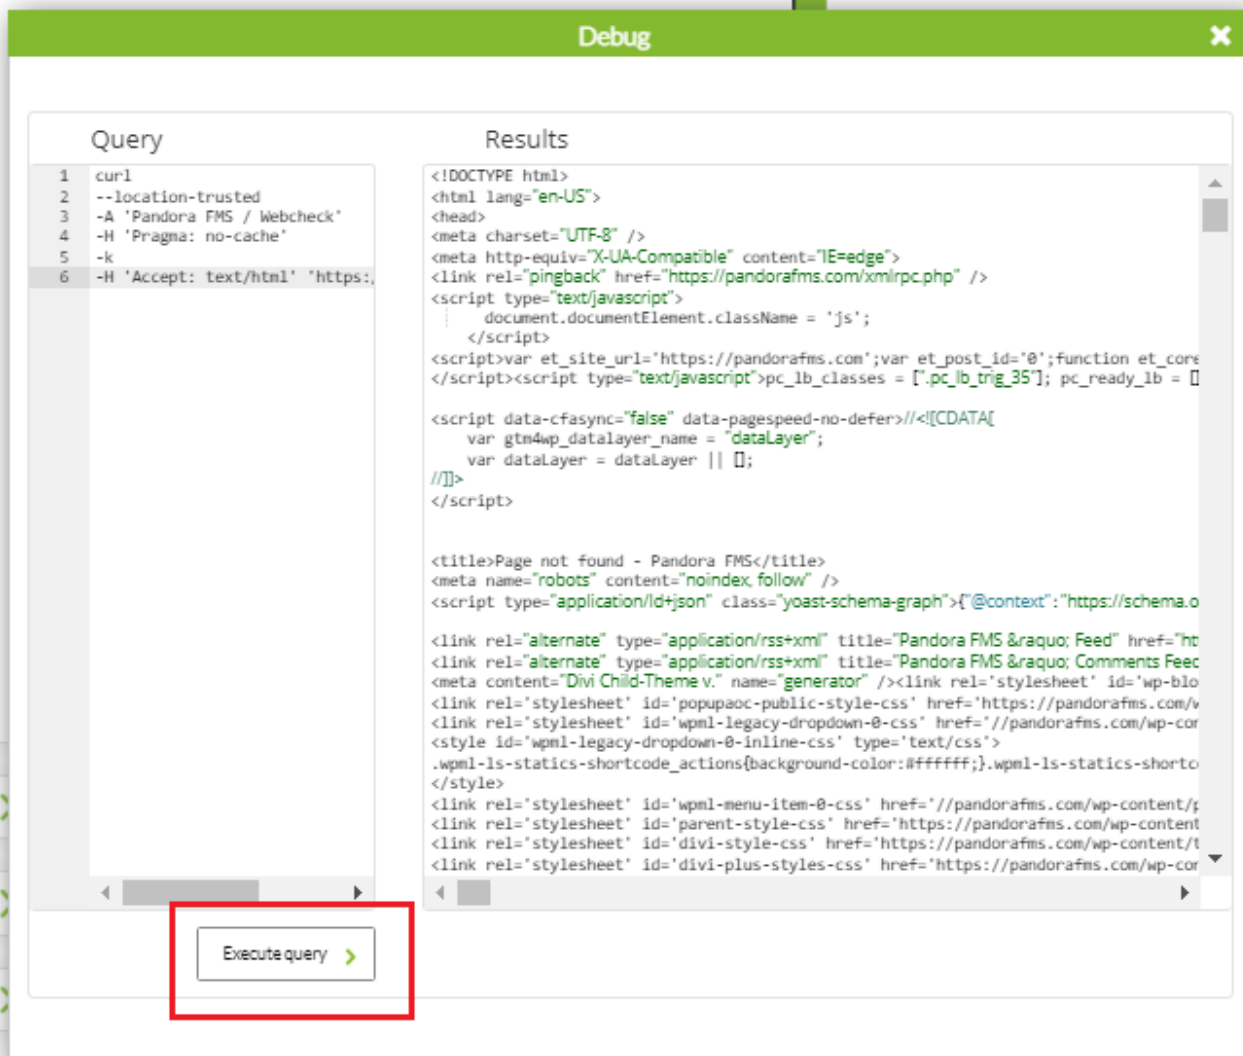 Debug
Query
1 curl
2 --location-trusted
3 -A 'Pandora FMS / Webcheck'
4 -H 'Pragma: no-cache'
5 -k
6 -H 'Accept: text/html' 'https:/
Execute query
Results
<!DOCTYPE html>
<html lang="en-US">
<head>
<meta charset="UTF-8" />
<meta http-equiv="X-UA-Compatible" content="IE=edge">
<link rel="pingback" href="https://pandorafms.com/xmlrpc.php" />
<script type="text/javascript">
document.documentElement.className = 'js';
</script>
<script>var et_site_url='https://pandorafms.com';var et_post_id='0';function et_core
</script><script type="text/javascript">pc_lb_classes = [".pc_lb_trig_35"]; pc_ready_lb = []
<script data-cfasync="false" data-pagespeed-no-defer>//<![CDATA[
var gtm4wp_datalayer_name = "dataLayer";
var dataLayer = dataLayer || [];
//]]>
</script>
<title>Page not found - Pandora FMS</title>
<meta name="robots" content="noindex, follow" />
<script type="application/ld+json" class="yoast-schema-graph">{"@context":"https://schema.o
<link rel="alternate" type="application/rss+xml" title="Pandora FMS &raquo; Feed" href="ht
<link rel="alternate" type="application/rss+xml" title="Pandora FMS &raquo; Comments Feed
<meta content="Divi Child-Theme v." name="generator" /><link rel='stylesheet' id='wp-blo
<link rel='stylesheet' id='popupaoc-public-style-css' href='https://pandorafms.com/w
<link rel='stylesheet' id='wpml-legacy-dropdown-0-css' href='//pandorafms.com/wp-con
<style id='wpml-legacy-dropdown-0-inline-css' type='text/css'>
.wpml-ls-statics-shortcode_actions{background-color:#ffffff;}.wpml-ls-statics-shortc
</style>
<link rel='stylesheet' id='wpml-menu-item-0-css' href='//pandorafms.com/wp-content/p
<link rel='stylesheet' id='parent-style-css' href='https://pandorafms.com/wp-content
<link rel='stylesheet' id='divi-style-css' href='https://pandorafms.com/wp-content/t
<link rel='stylesheet' id='divi-plus-styles-css' href='https://pandorafms.com/wp-con